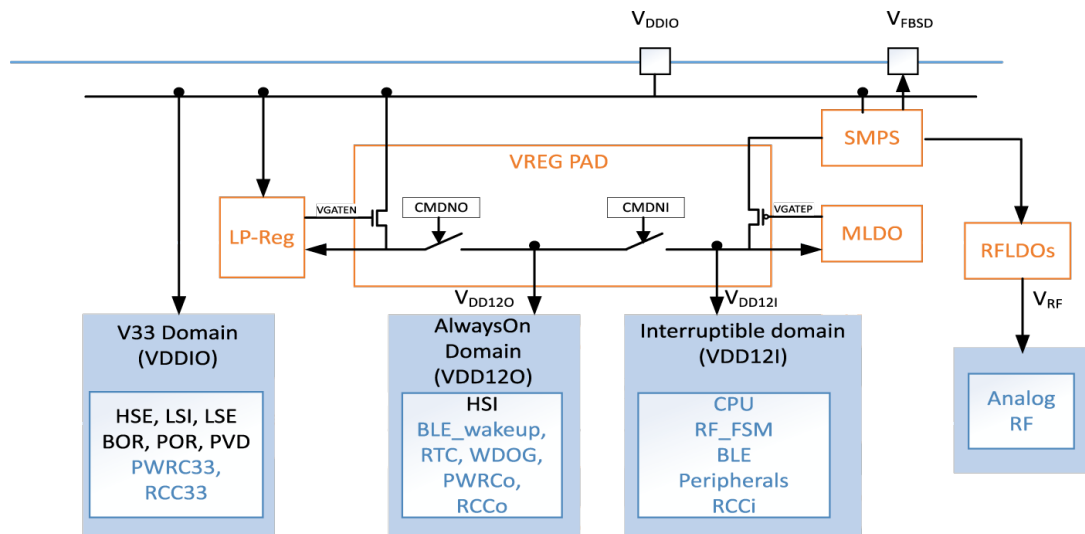 VDDIO
VFBSD
SMPS
VREG PAD
LP-Reg
VGATEN
CMDNO
CMDNI
VGATEP
MLDO
RFLDOs
VDD12O
VDD12I
VRF
V33 Domain
(VDDIO)
HSE, LSI, LSE
BOR, POR, PVD
PWRC33,
RCC33
AlwaysOn
Domain
(VDD12O)
HSI
BLE_wakeup,
RTC, WDOG,
PWRCo,
RCCo
Interruptible domain
(VDD12I)
CPU
RF_FSM
BLE
Peripherals
RCCi
Analog
RF